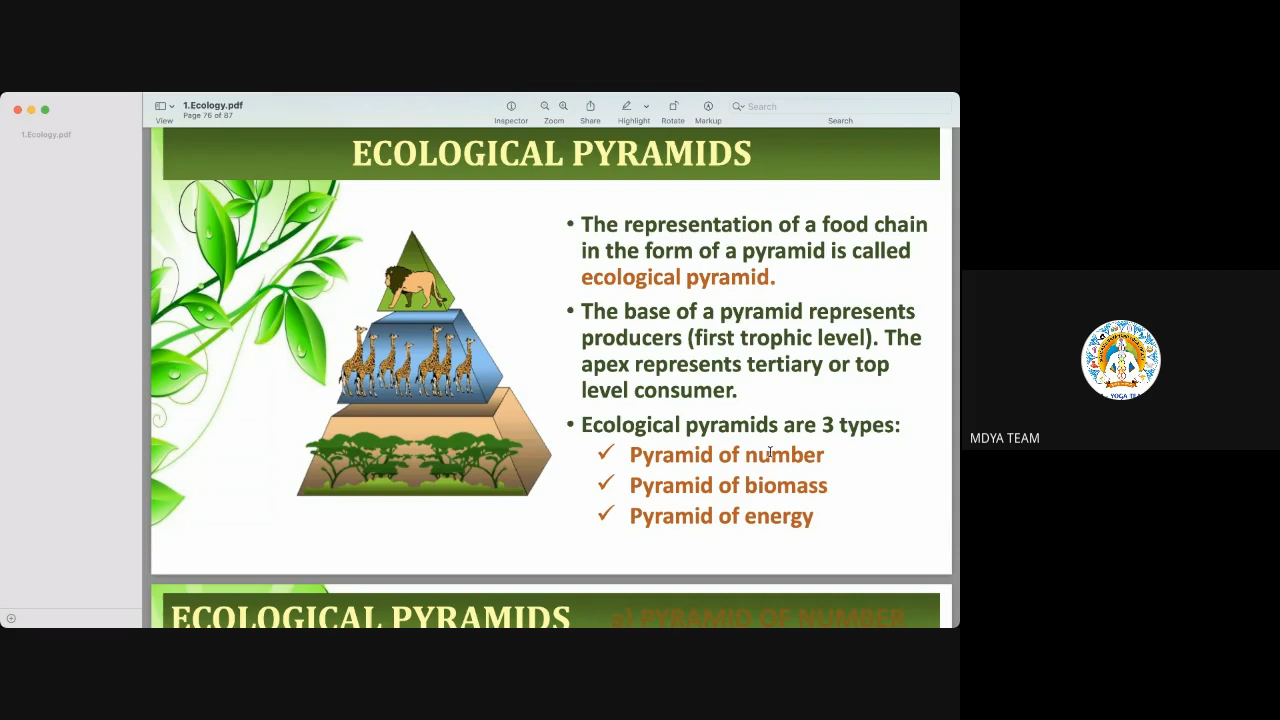 1.Ecology.pdf
Page 76 of 87
View
Inspector
Zoom
Share
Highlight
Rotate
Markup
Search
Search
1.Ecology.pdf
ECOLOGICAL PYRAMIDS
• The representation of a food chain
in the form of a pyramid is called
ecological pyramid.
• The base of a pyramid represents
producers (first trophic level). The
apex represents tertiary or top
level consumer.
• Ecological pyramids are 3 types:
✓ Pyramid of number
✓ Pyramid of biomass
✓ Pyramid of energy
ECOLOGICAL PYRAMIDS a) PYRAMID OF NUMBER
MDYA TEAM